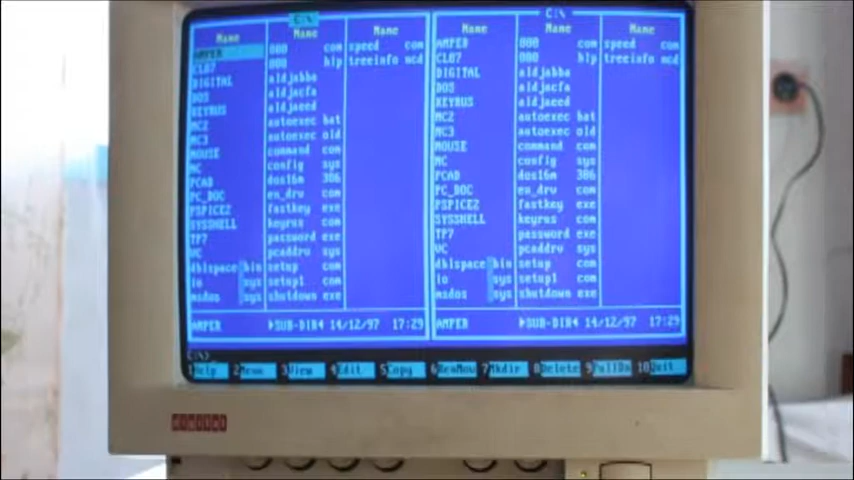 C:\ C:\
Name Name Name Name Name Name
AMPER 000 com speed com AMPER 000 com speed com
CL87 000 hlp treeinfo ncd CL87 000 hlp treeinfo ncd
DIGITAL aldjabba DIGITAL aldjabba
DOS aldjacfa DOS aldjacfa
KEYRUS aldjaeed KEYRUS aldjaeed
MC2 autoexec bat MC2 autoexec bat
MC3 autoexec old MC3 autoexec old
MOUSE command com MOUSE command com
NC config sys NC config sys
PCAD dos16m 386 PCAD dos16m 386
PC_DOC en_drv com PC_DOC en_drv com
PSPICE2 fastkey exe PSPICE2 fastkey exe
SYSSHELL keyrus com SYSSHELL keyrus com
TP7 password exe TP7 password exe
VC pcaddrv sys VC pcaddrv sys
dblspace bin setup com dblspace bin setup com
io sys setup1 com io sys setup1 com
msdos sys shutdown exe msdos sys shutdown exe
AMPER ►SUB-DIR◄ 14/12/97 17:29 AMPER ►SUB-DIR◄ 14/12/97 17:29
C:\>
1Help 2Menu 3View 4Edit 5Copy 6RenMov 7Mkdir 8Delete 9PullDn 10Quit
digital